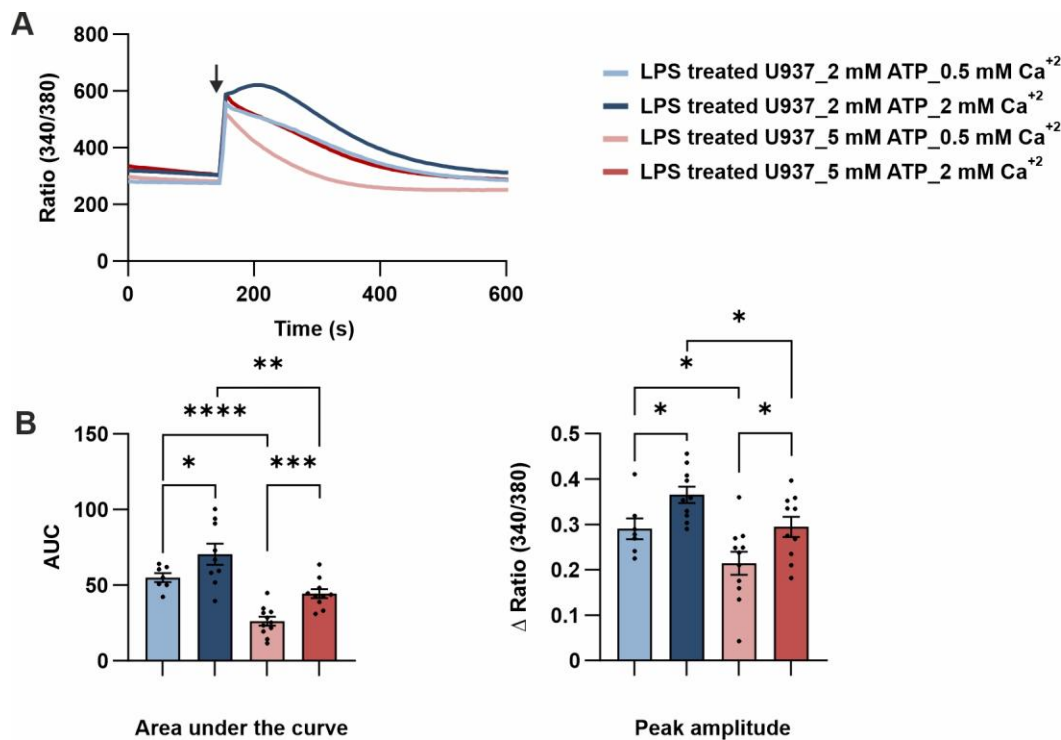 A
800
600
400
200
0
Ratio (340/380)
0 200 400 600
Time (s)
LPS treated U937_2 mM ATP_0.5 mM Ca+2
LPS treated U937_2 mM ATP_2 mM Ca+2
LPS treated U937_5 mM ATP_0.5 mM Ca+2
LPS treated U937_5 mM ATP_2 mM Ca+2
B
150
100
50
0
AUC
**
****
* ***
Area under the curve
0.5
0.4
0.3
0.2
0.1
0
Δ Ratio (340/380)
*
*
* *
Peak amplitude